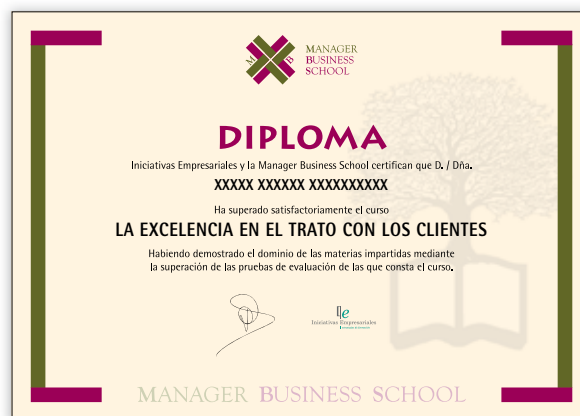 M B
MANAGER
BUSINESS
SCHOOL
DIPLOMA
Iniciativas Empresariales y la Manager Business School certifican que D. / Dña.
XXXXX XXXXXX XXXXXXXXXX
Ha superado satisfactoriamente el curso
LA EXCELENCIA EN EL TRATO CON LOS CLIENTES
Habiendo demostrado el dominio de las materias impartidas mediante
la superación de las pruebas de evaluación de las que consta el curso.
Iniciativas Empresariales
MANAGER BUSINESS SCHOOL